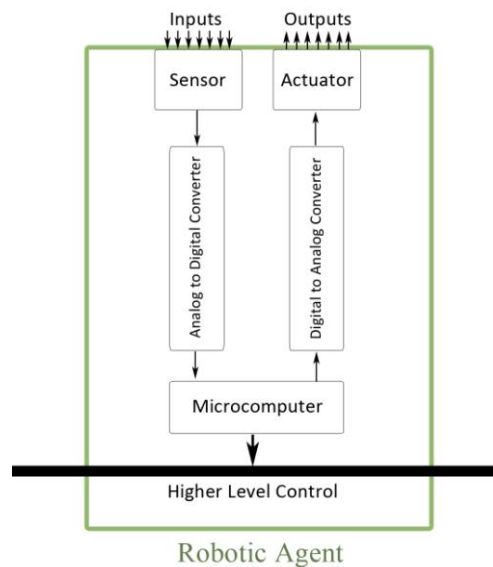 Inputs
Outputs
Sensor
Actuator
Analog to Digital Converter
Digital to Analog Converter
Microcomputer
Higher Level Control
Robotic Agent